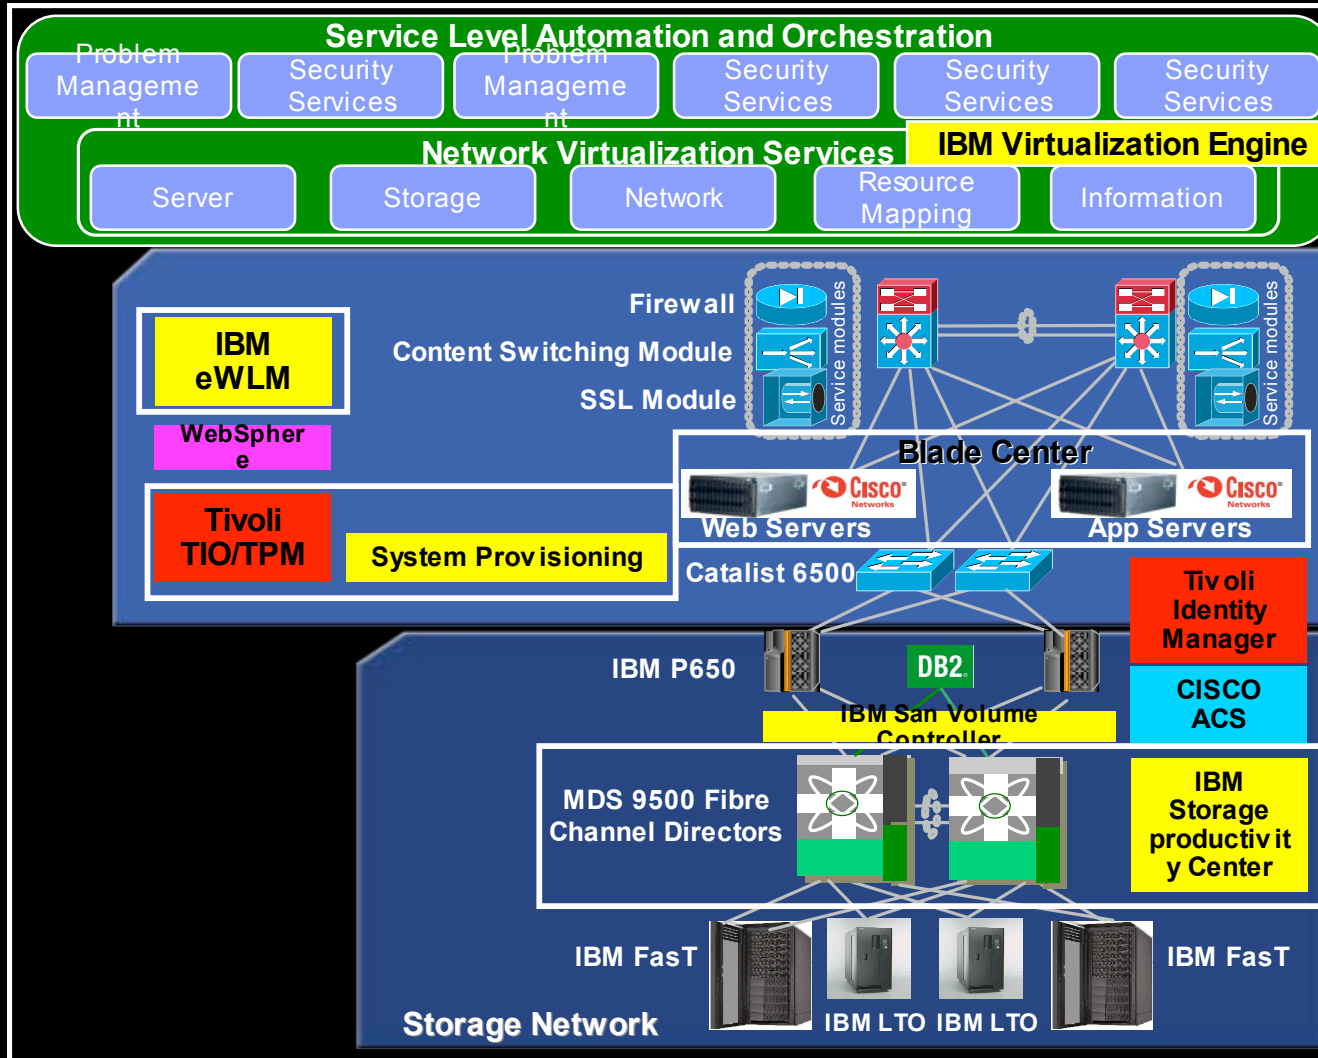 Service Level Automation and Orchestration
Problem
Manageme
nt
Security
Services
Problem
Manageme
nt
Security
Services
Security
Services
Security
Services
Network Virtualization Services
IBM Virtualization Engine
Server
Storage
Network
Resource
Mapping
Information
Firewall
Content Switching Module
SSL Module
Service modules
Service modules
IBM
eWLM
WebSpher
e
Blade Center
CISCO
Networks
CISCO
Networks
Web Servers
App Servers
Tivoli
TIO/TPM
System Provisioning
Catalist 6500
Tivoli
Identity
Manager
IBM P650
DB2.
CISCO
ACS
IBM San Volume
Controller
MDS 9500 Fibre
Channel Directors
IBM
Storage
productivit
y Center
IBM FasT
IBM FasT
IBM LTO
IBM LTO
Storage Network